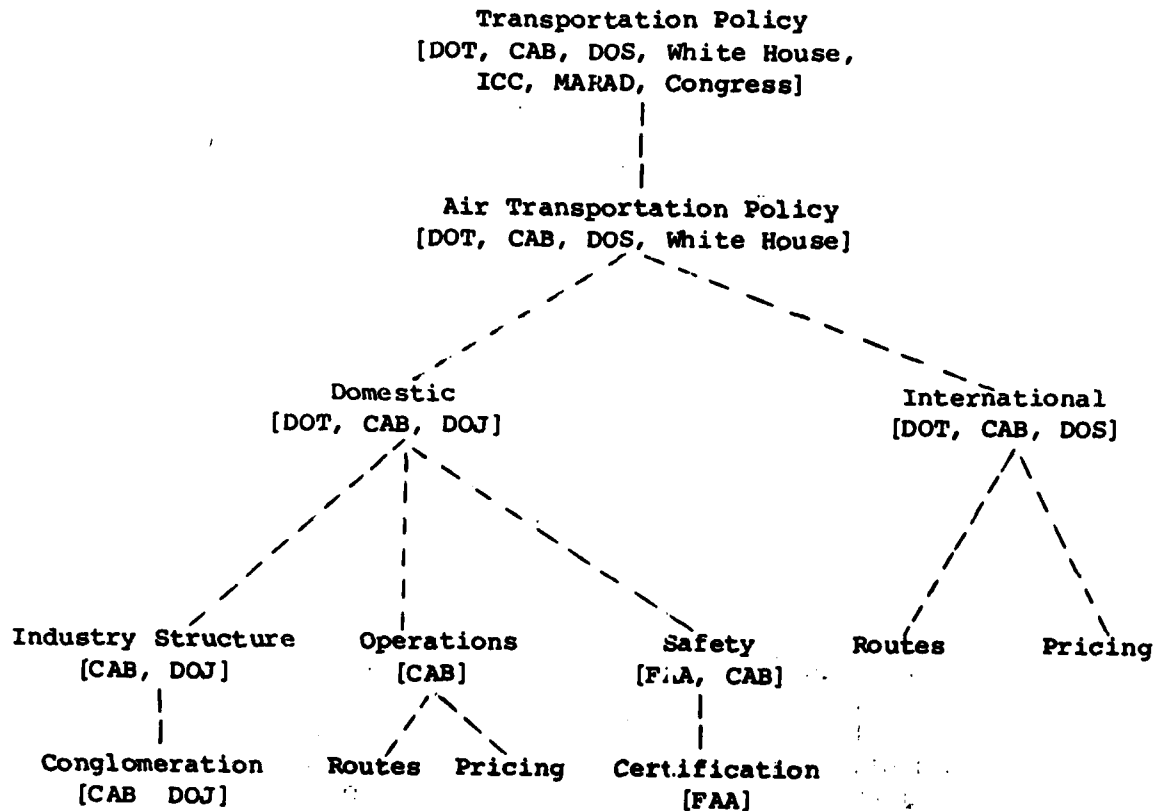 Transportation Policy
[DOT, CAB, DOS, White House,
ICC, MARAD, Congress]
Air Transportation Policy
[DOT, CAB, DOS, White House]
Domestic
[DOT, CAB, DOJ]
International
[DOT, CAB, DOS]
Industry Structure
[CAB, DOJ]
Operations
[CAB]
Safety
[FAA, CAB]
Routes
Pricing
Conglomeration
[CAB DOJ]
Routes
Pricing
Certification
[FAA]